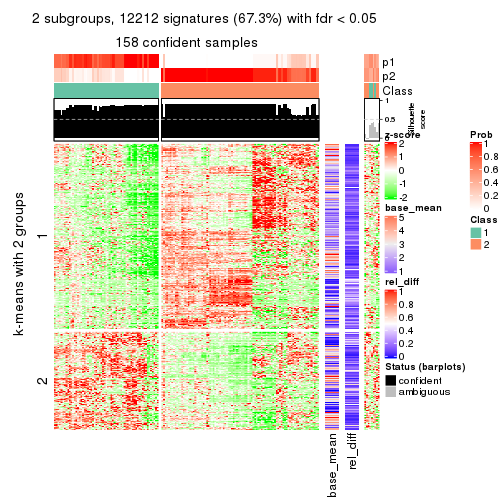 2 subgroups, 12212 signatures (67.3%) with fdr < 0.05
158 confident samples
p1
p2
Class
1
0.5
0
Silhouette
score
k-means with 2 groups
1
2
z-score
2
1
0
-1
-2
base_mean
5
4
3
2
1
rel_diff
1
0.8
0.6
0.4
0.2
0
Status (barplots)
confident
ambiguous
Prob
1
0.8
0.6
0.4
0.2
0
Class
1
2
base_mean
rel_diff